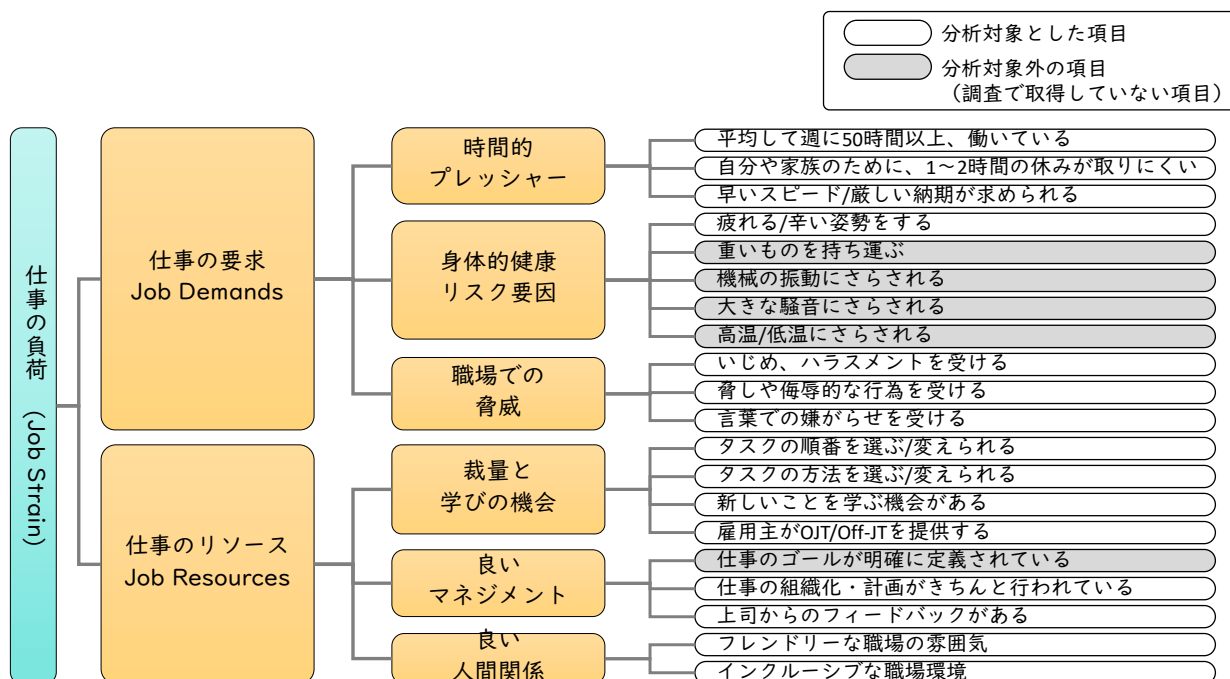 分析対象とした項目
分析対象外の項目
（調査で取得していない項目）
仕事の負荷 (Job Strain)
仕事の要求
Job Demands
時間的
プレッシャー
平均して週に50時間以上、働いている
自分や家族のために、1～2時間の休みが取りにくい
早いスピード/厳しい納期が求められる
身体的健康
リスク要因
疲れる/辛い姿勢をする
重いものを持ち運ぶ
機械の振動にさらされる
大きな騒音にさらされる
高温/低温にさらされる
職場での
脅威
いじめ、ハラスメントを受ける
脅しや侮辱的な行為を受ける
言葉での嫌がらせを受ける
仕事のリソース
Job Resources
裁量と
学びの機会
タスクの順番を選ぶ/変えられる
タスクの方法を選ぶ/変えられる
新しいことを学ぶ機会がある
雇用主がOJT/Off-JTを提供する
良い
マネジメント
仕事のゴールが明確に定義されている
仕事の組織化・計画がきちんと行われている
上司からのフィードバックがある
良い
人間関係
フレンドリーな職場の雰囲気
インクルーシブな職場環境